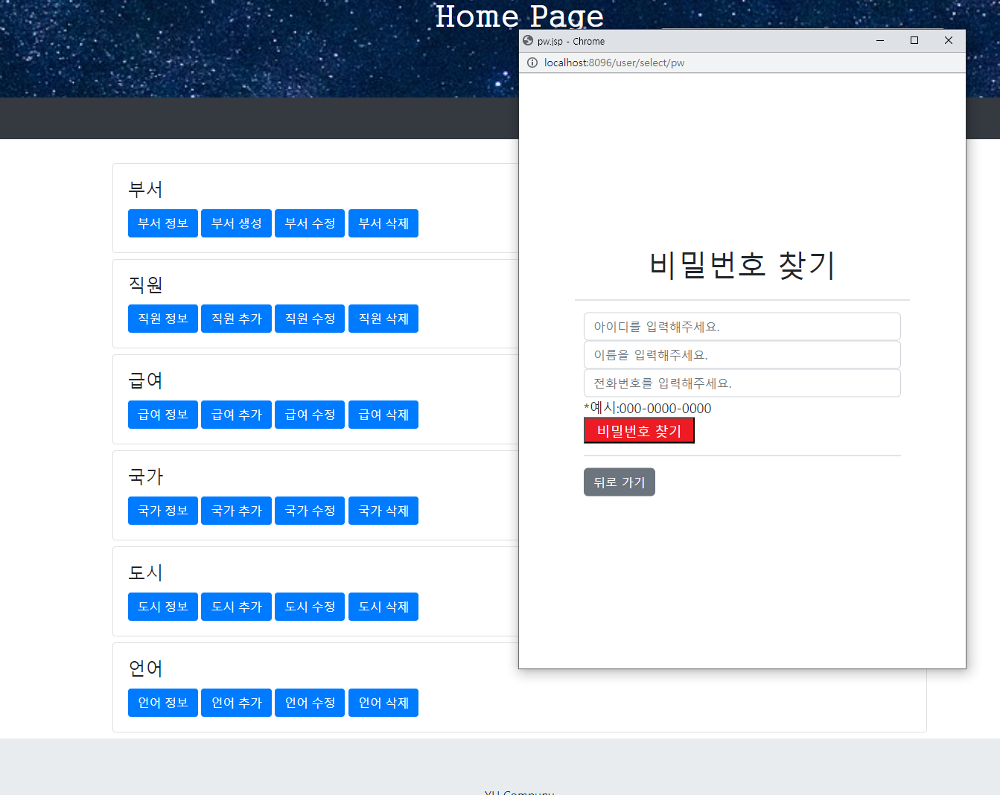 Home Page
부서
부서 정보 부서 생성 부서 수정 부서 삭제
직원
직원 정보 직원 추가 직원 수정 직원 삭제
급여
급여 정보 급여 추가 급여 수정 급여 삭제
국가
국가 정보 국가 추가 국가 수정 국가 삭제
도시
도시 정보 도시 추가 도시 수정 도시 삭제
언어
언어 정보 언어 추가 언어 수정 언어 삭제
pw.jsp - Chrome
localhost:8096/user/select/pw
비밀번호 찾기
아이디를 입력해주세요.
이름을 입력해주세요.
전화번호를 입력해주세요.
*예시:000-0000-0000
비밀번호 찾기
뒤로 가기